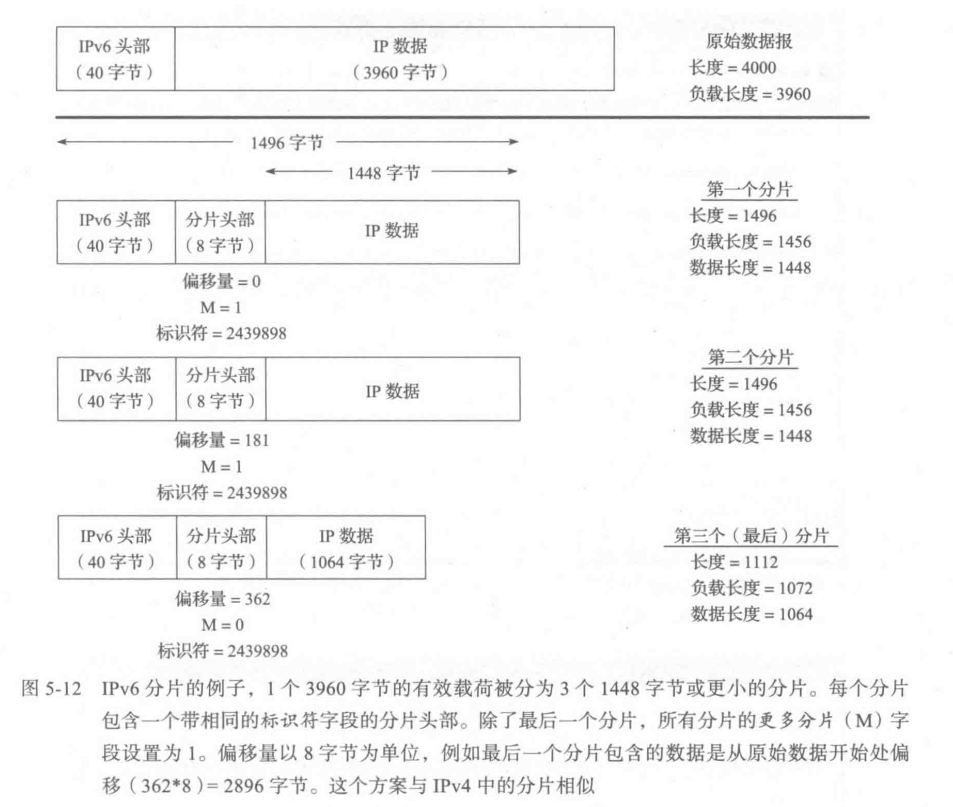 IPv6 头部
(40 字节)
IP 数据
(3960 字节)
原始数据报
长度 = 4000
负载长度 = 3960
1496 字节
1448 字节
IPv6 头部
(40 字节)
分片头部
(8 字节)
IP 数据
第一个分片
长度 = 1496
负载长度 = 1456
数据长度 = 1448
偏移量 = 0
M = 1
标识符 = 2439898
IPv6 头部
(40 字节)
分片头部
(8 字节)
IP 数据
第二个分片
长度 = 1496
负载长度 = 1456
数据长度 = 1448
偏移量 = 181
M = 1
标识符 = 2439898
IPv6 头部
(40 字节)
分片头部
(8 字节)
IP 数据
(1064 字节)
第三个(最后)分片
长度 = 1112
负载长度 = 1072
数据长度 = 1064
偏移量 = 362
M = 0
标识符 = 2439898
图 5-12 IPv6 分片的例子,1 个 3960 字节的有效载荷被分为 3 个 1448 字节或更小的分片。每个分片
包含一个带相同的标识符字段的分片头部。除了最后一个分片,所有分片的更多分片(M)字
段设置为 1。偏移量以 8 字节为单位,例如最后一个分片包含的数据是从原始数据开始处偏
移(362*8)= 2896 字节。这个方案与 IPv4 中的分片相似